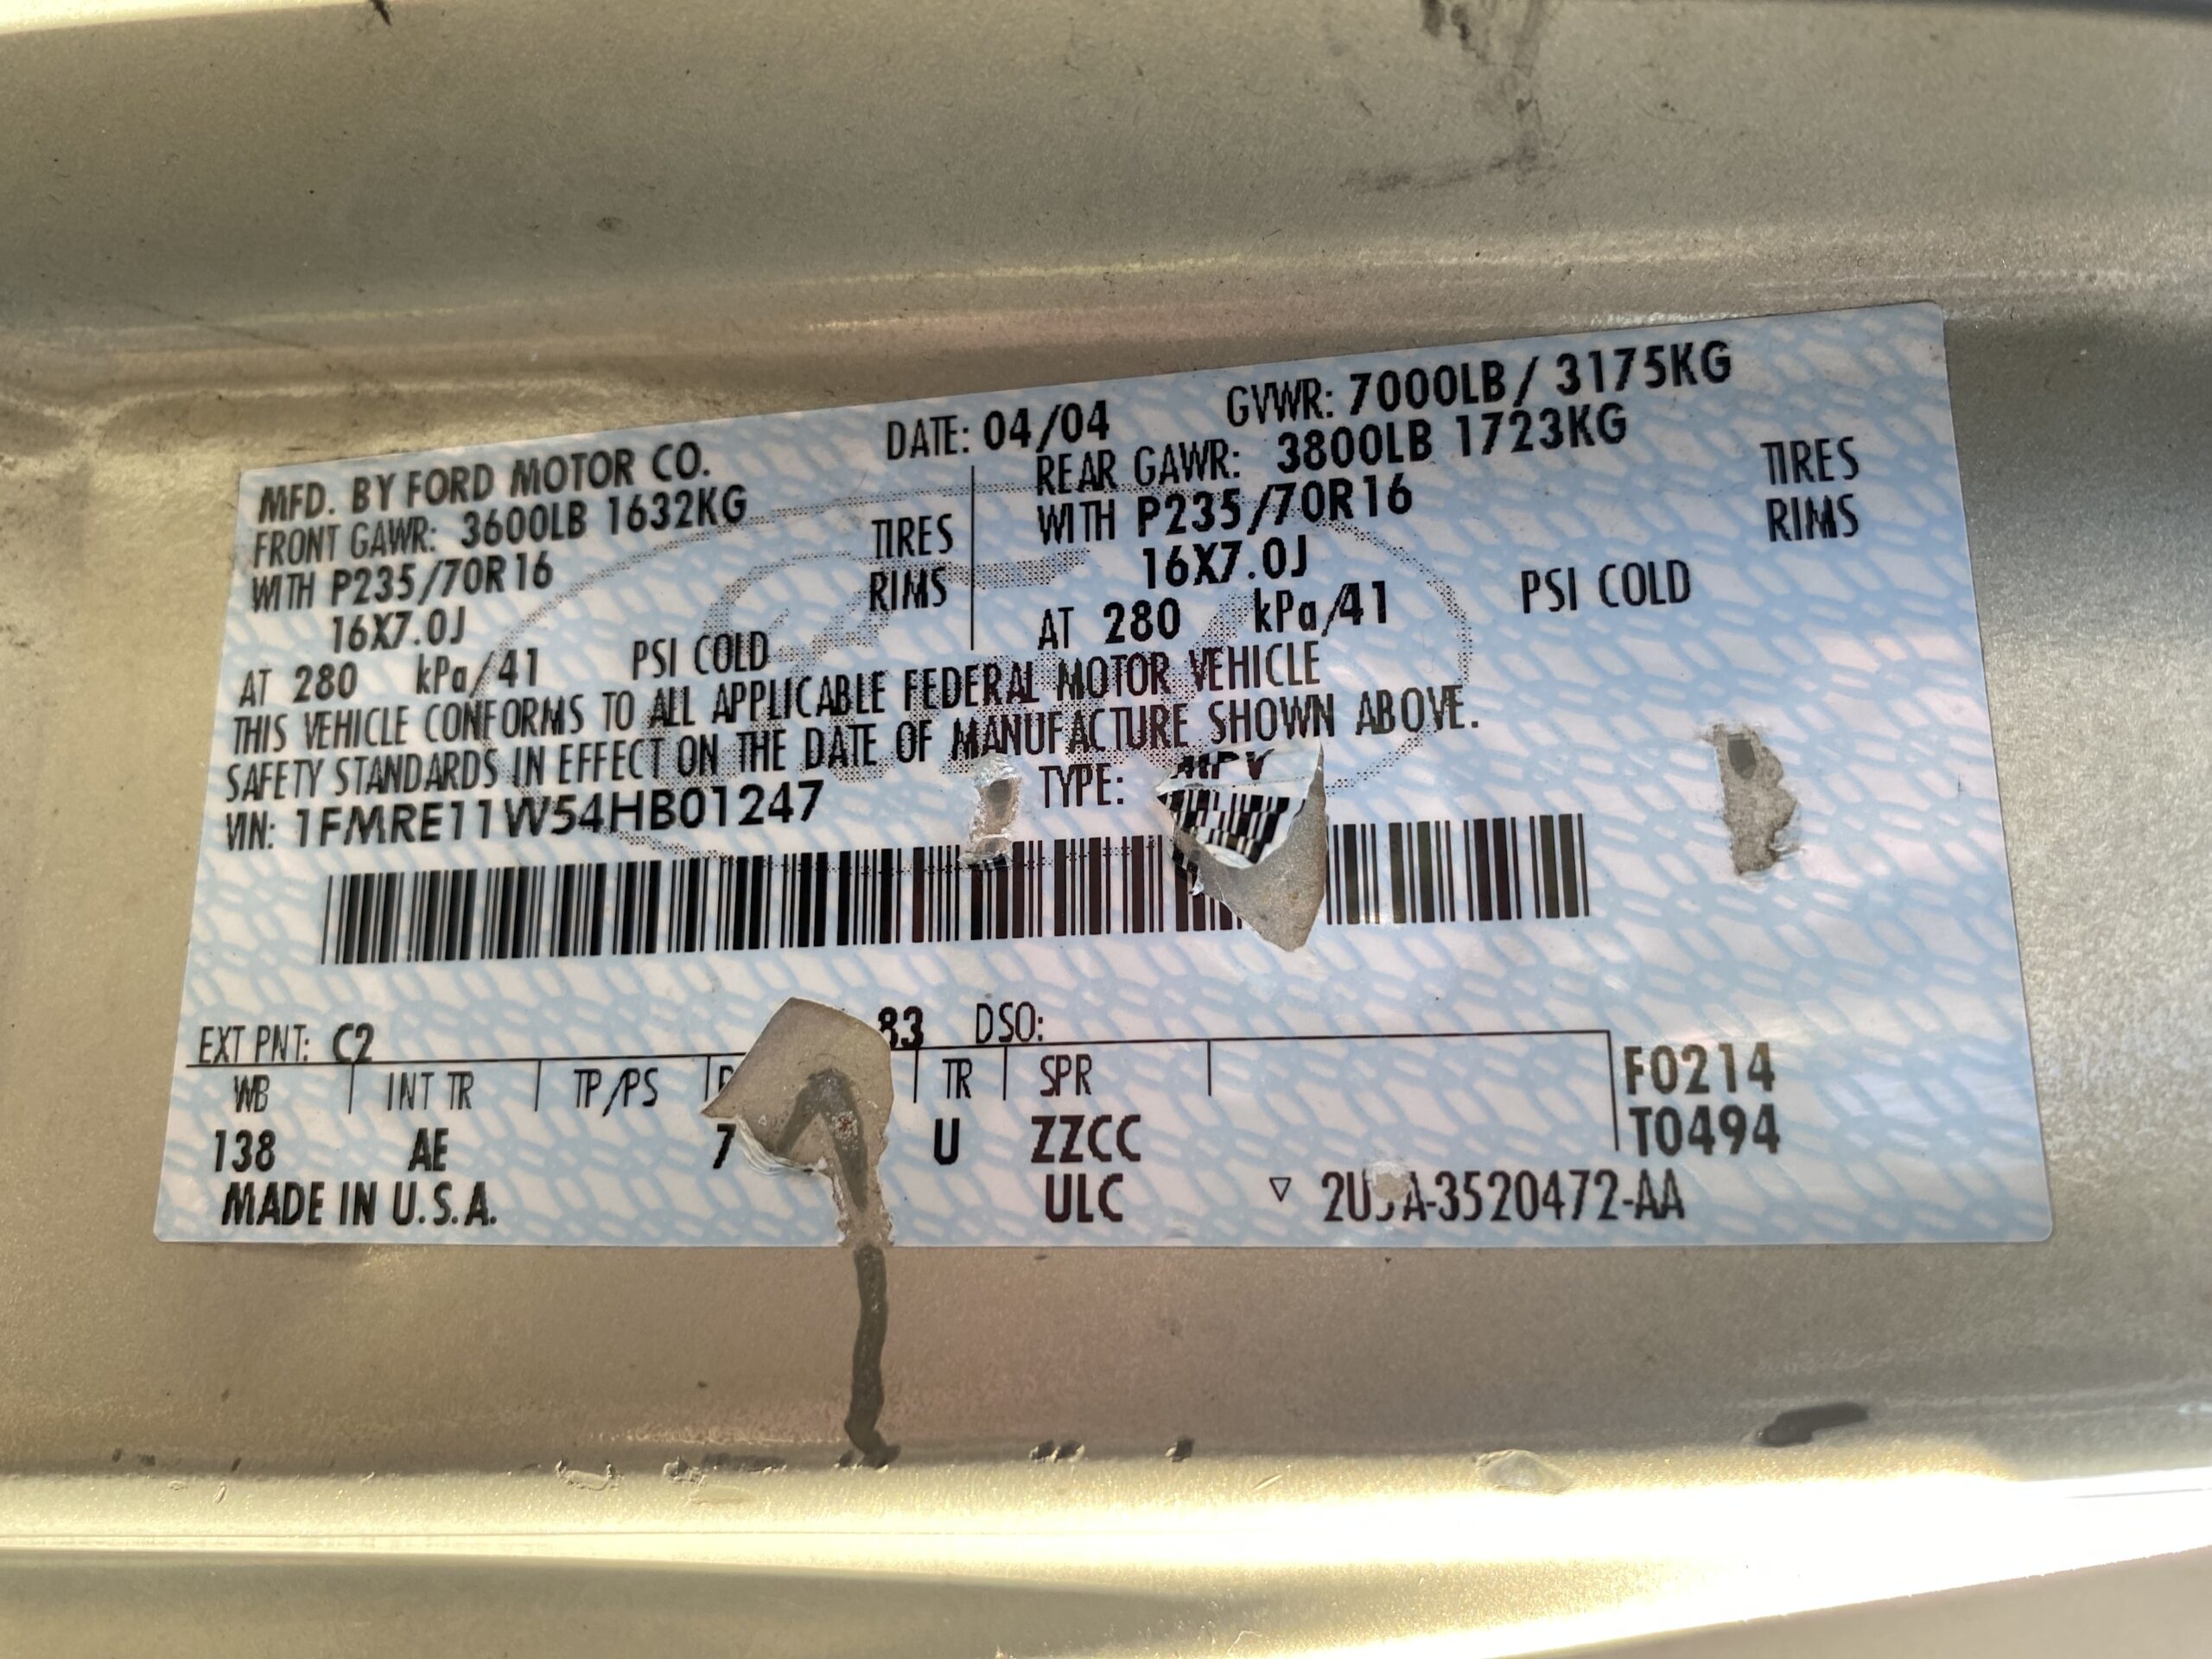 MFD. BY FORD MOTOR CO. DATE: 04/04 GVWR: 7000LB / 3175KG
FRONT GAWR: 3600LB 1632KG
WITH P235/70R16 TIRES
16X7.0J RIMS
AT 280 kPa/41 PSI COLD
REAR GAWR: 3800LB 1723KG
WITH P235/70R16 TIRES
16X7.0J RIMS
AT 280 kPa/41 PSI COLD
THIS VEHICLE CONFORMS TO ALL APPLICABLE FEDERAL MOTOR VEHICLE
SAFETY STANDARDS IN EFFECT ON THE DATE OF MANUFACTURE SHOWN ABOVE.
VIN: 1FMRE11W54HB01247 TYPE: MPV
EXT PNT: C2 83 DSO:
WB INT TR TP/PS TR SPR
138 AE 7 U ZZCC
F0214
T0494
MADE IN U.S.A. ULC ▽ 2U A-3520472-AA